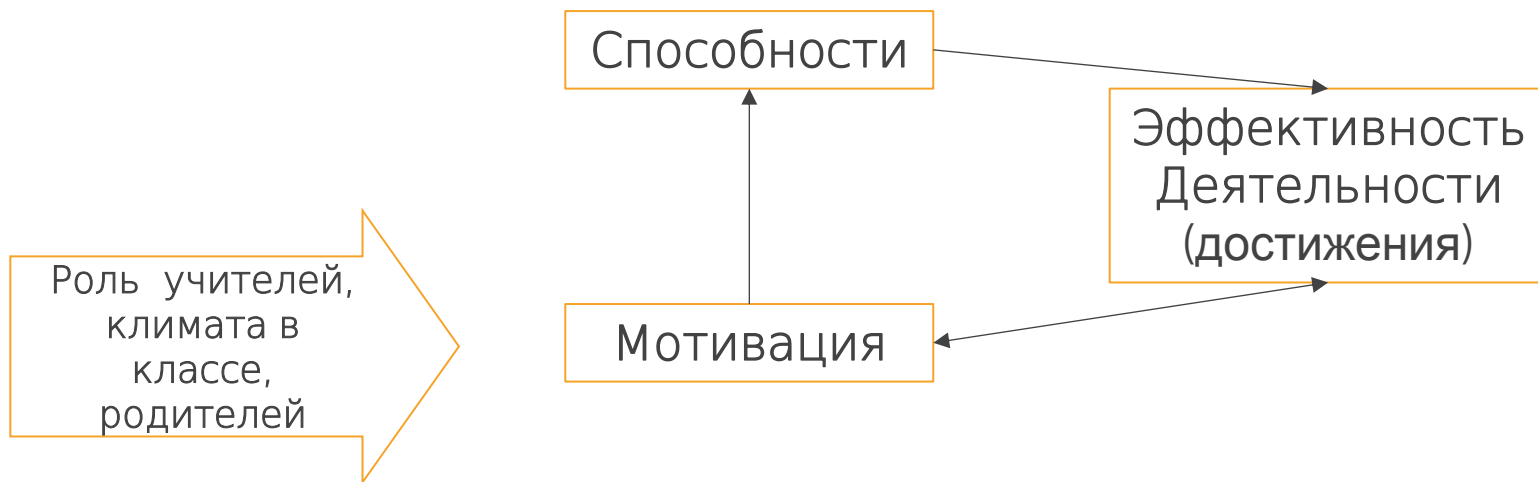 Способности
Эффективность
Деятельности
(достижения)
Роль учителей,
климата в
классе,
родителей
Мотивация